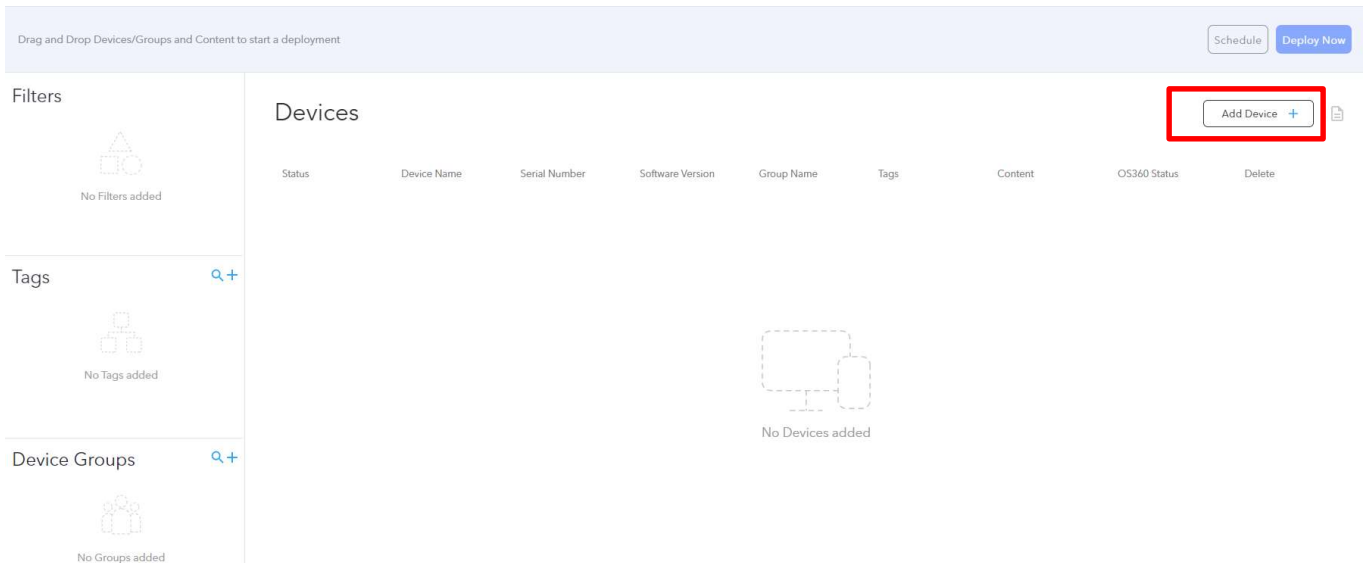 Drag and Drop Devices/Groups and Content to start a deployment
Schedule
Deploy Now
Filters
No Filters added
Tags
No Tags added
Device Groups
No Groups added
Devices
Add Device +
Status Device Name Serial Number Software Version Group Name Tags Content OS360 Status Delete
No Devices added